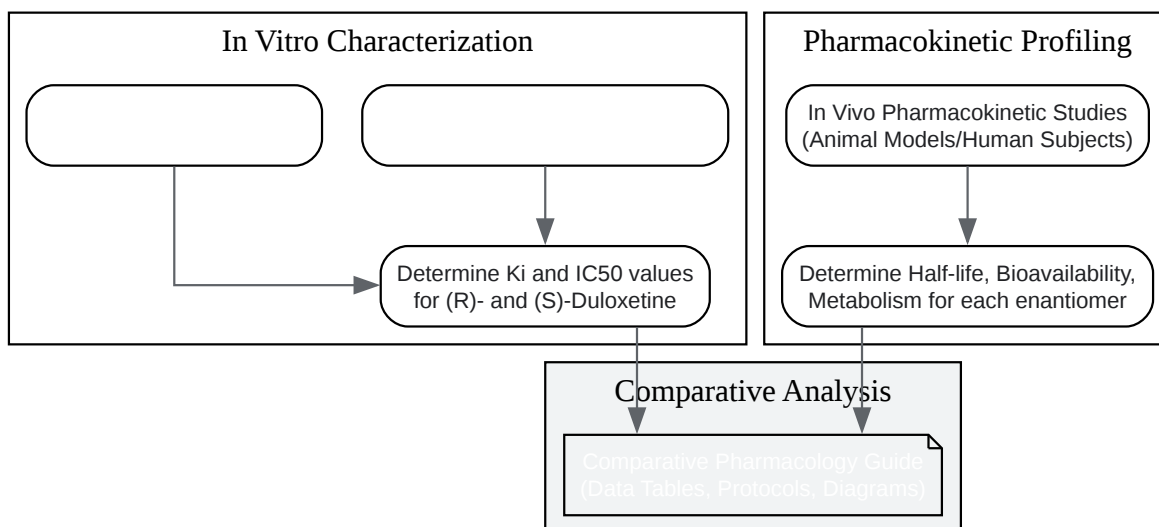 In Vitro Characterization
Pharmacokinetic Profiling
In Vivo Pharmacokinetic Studies
(Animal Models/Human Subjects)
Determine Ki and IC50 values
for (R)- and (S)-Duloxetine
Determine Half-life, Bioavailability,
Metabolism for each enantiomer
Comparative Analysis
Comparative Pharmacology Guide
(Data Tables, Protocols, Diagrams)